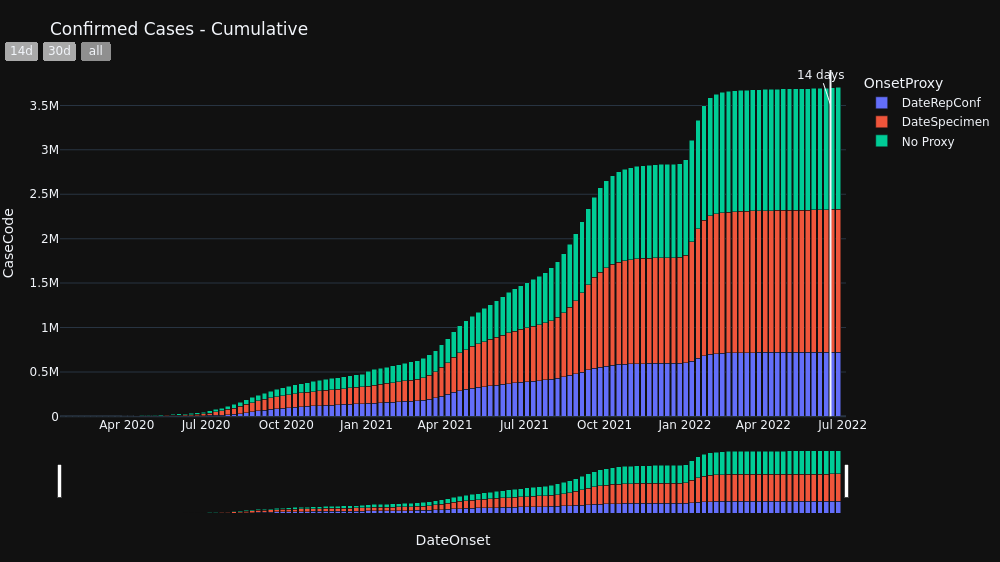 Confirmed Cases - Cumulative
14d 30d all
14 days
OnsetProxy
DateRepConf
DateSpecimen
No Proxy
3.5M
3M
2.5M
2M
1.5M
1M
0.5M
0
CaseCode
Apr 2020 Jul 2020 Oct 2020 Jan 2021 Apr 2021 Jul 2021 Oct 2021 Jan 2022 Apr 2022 Jul 2022
DateOnset